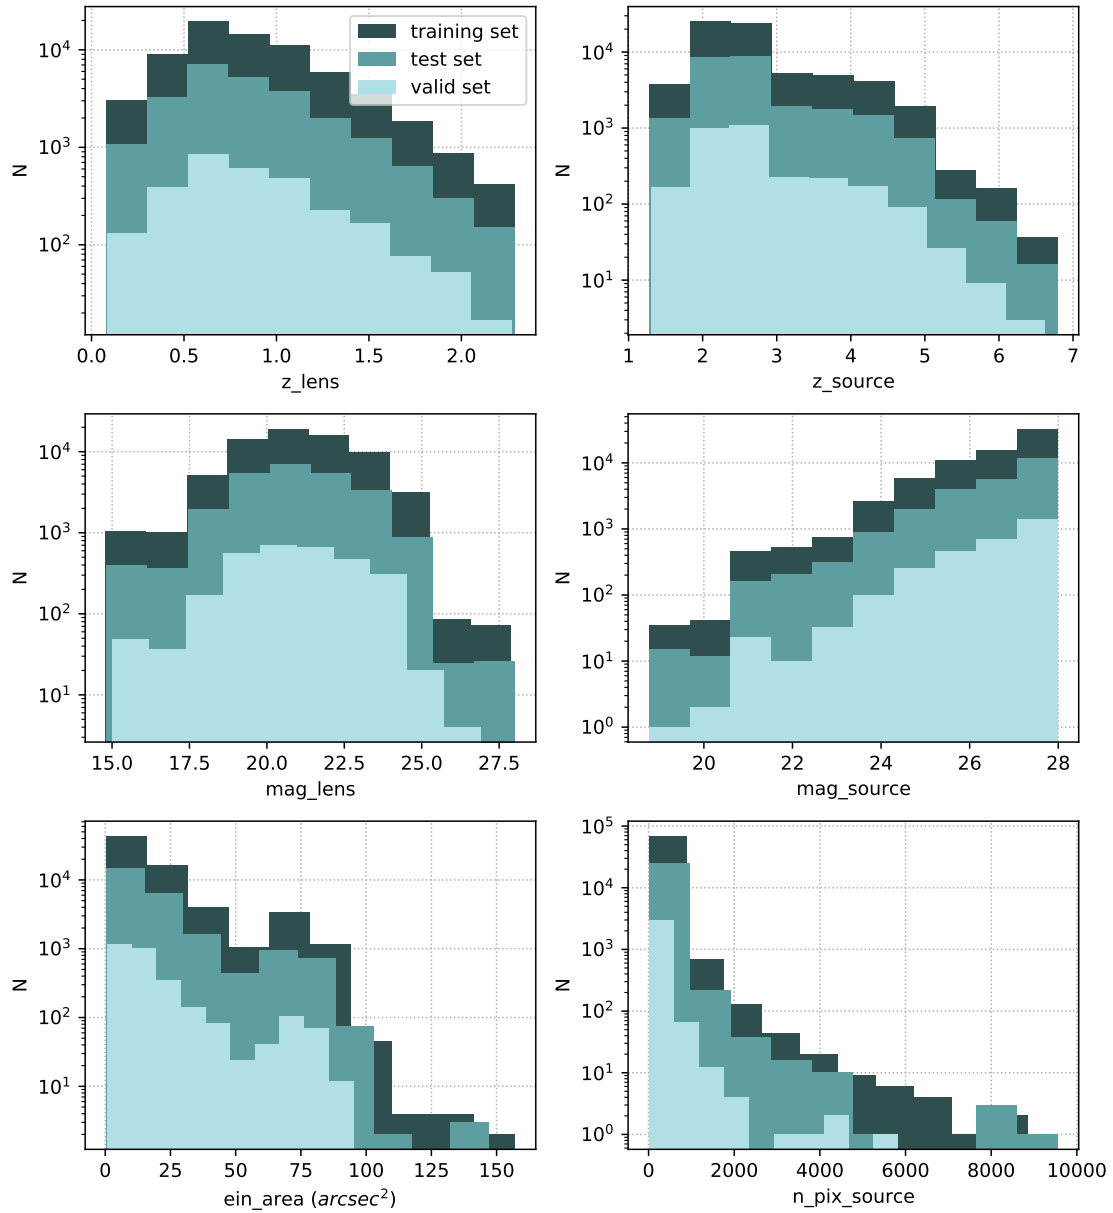 training set
test set
valid set
10⁴
10³
10²
N
0.0 0.5 1.0 1.5 2.0
z_lens
10⁴
10³
10²
10¹
N
1 2 3 4 5 6 7
z_source
10⁴
10³
10²
10¹
N
15.0 17.5 20.0 22.5 25.0 27.5
mag_lens
10⁴
10³
10²
10¹
10⁰
N
20 22 24 26 28
mag_source
10⁴
10³
10²
10¹
N
0 25 50 75 100 125 150
ein_area (arcsec²)
10⁵
10⁴
10³
10²
10¹
10⁰
N
0 2000 4000 6000 8000 10000
n_pix_source